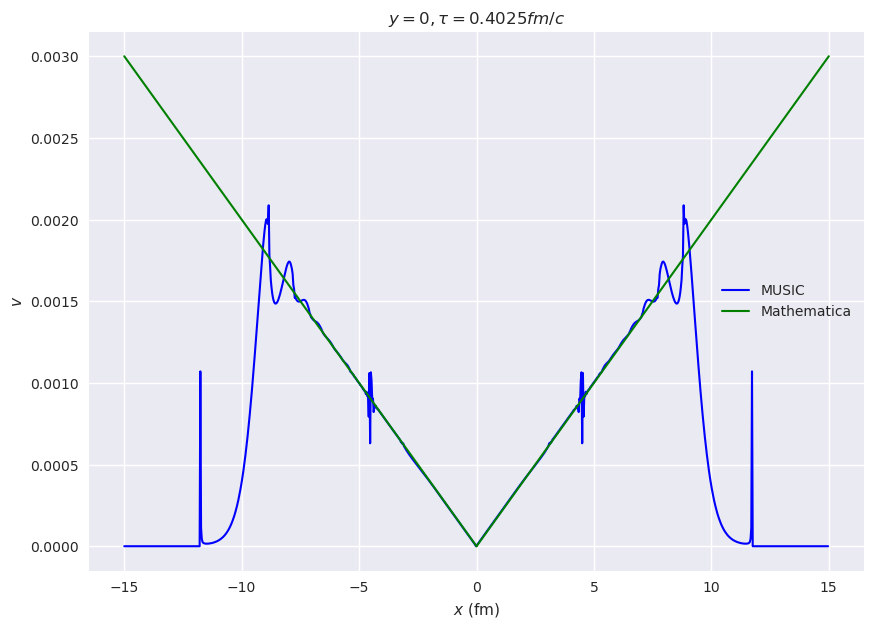 y = 0, τ = 0.4025fm/c
0.0030
0.0025
0.0020
0.0015
0.0010
0.0005
0.0000
v
MUSIC
Mathematica
−15 −10 −5 0 5 10 15
x (fm)